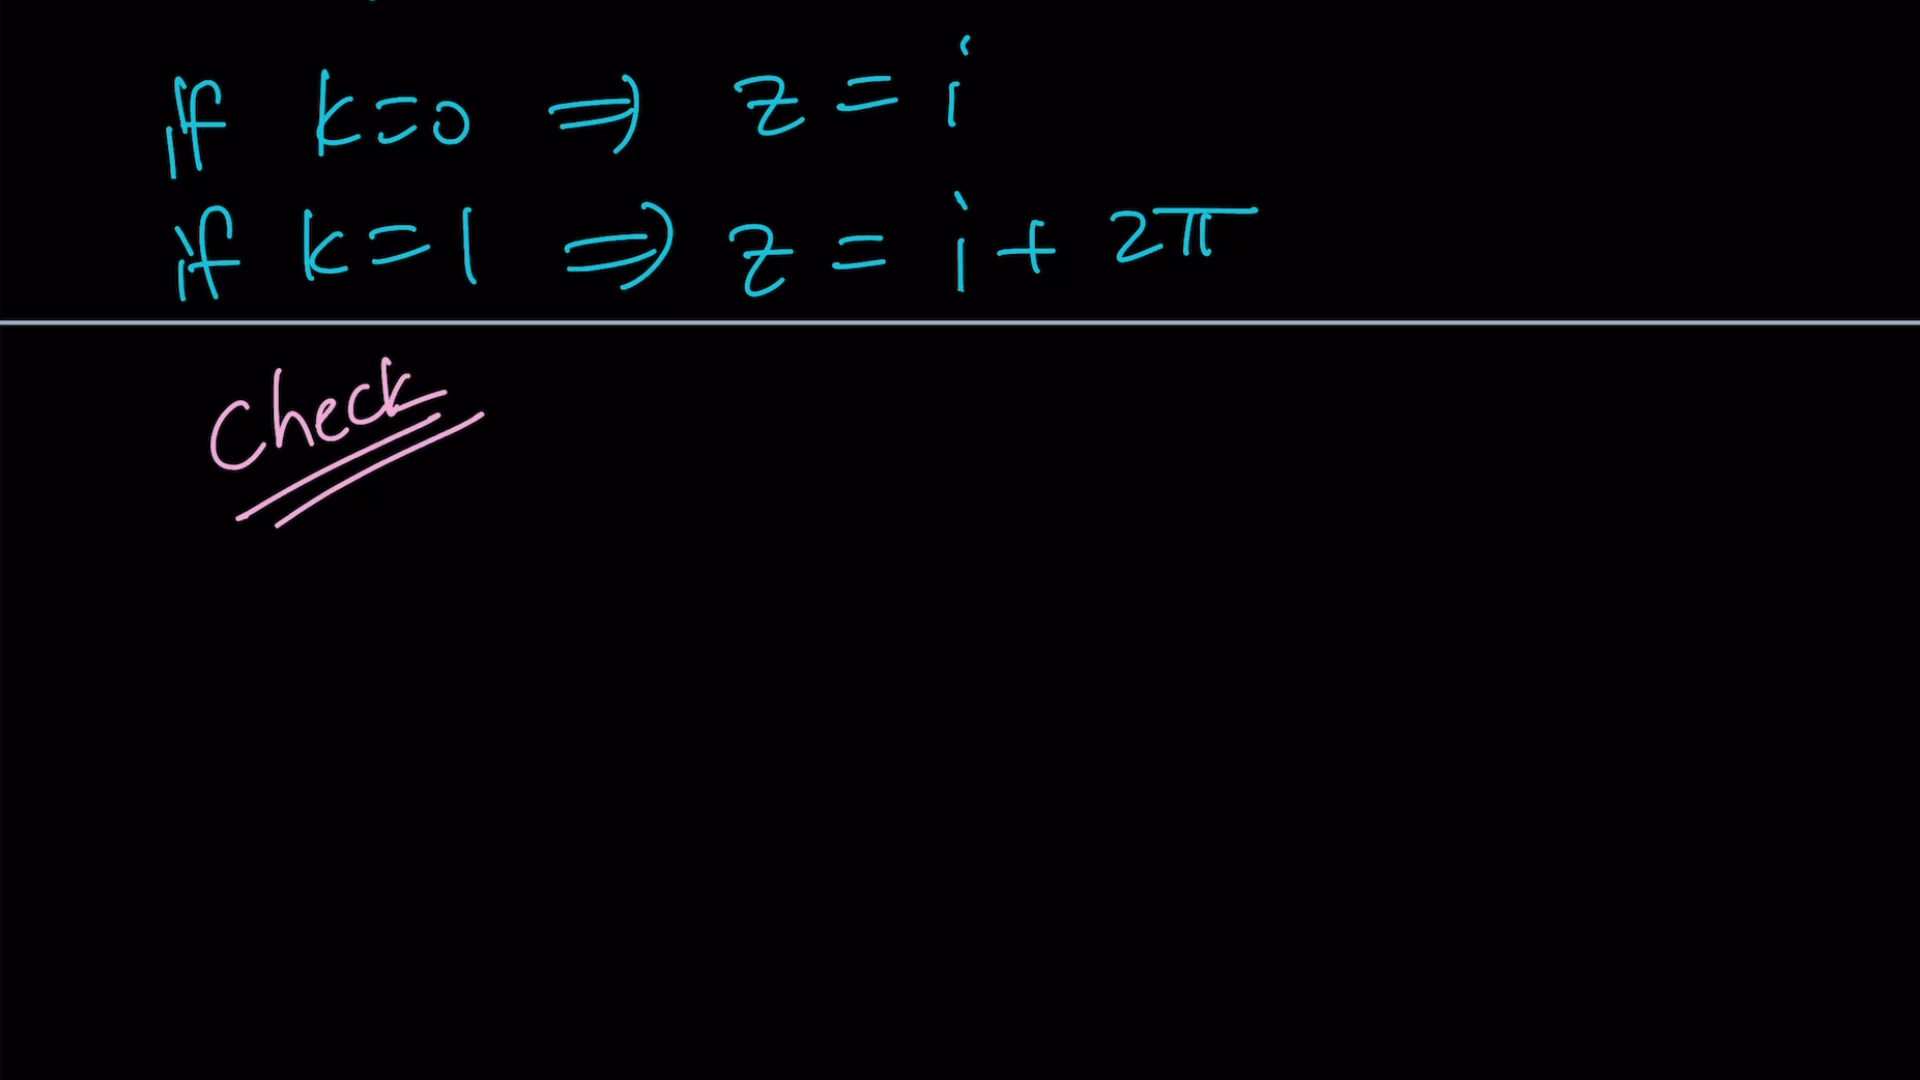 if k=0 ⇒ z = i
if k=1 ⇒ z = i + 2π
Check